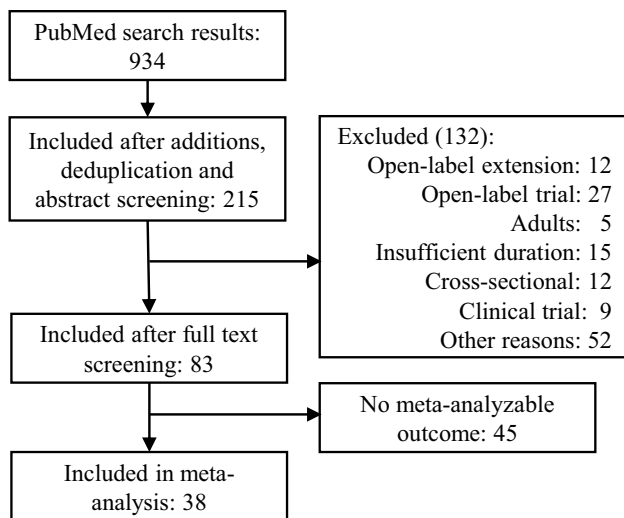 PubMed search results:
934
Included after additions,
deduplication and
abstract screening: 215
Excluded (132):
Open-label extension: 12
Open-label trial: 27
Adults: 5
Insufficient duration: 15
Cross-sectional: 12
Clinical trial: 9
Other reasons: 52
Included after full text
screening: 83
No meta-analyzable
outcome: 45
Included in meta-
analysis: 38